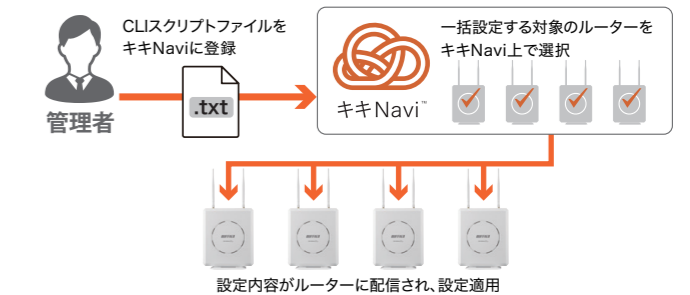 CLIスクリプトファイルを
キキNaviに登録
管理者
.txt
一括設定する対象のルーターを
キキNavi上で選択
キキNavi™
設定内容がルーターに配信され、設定適用